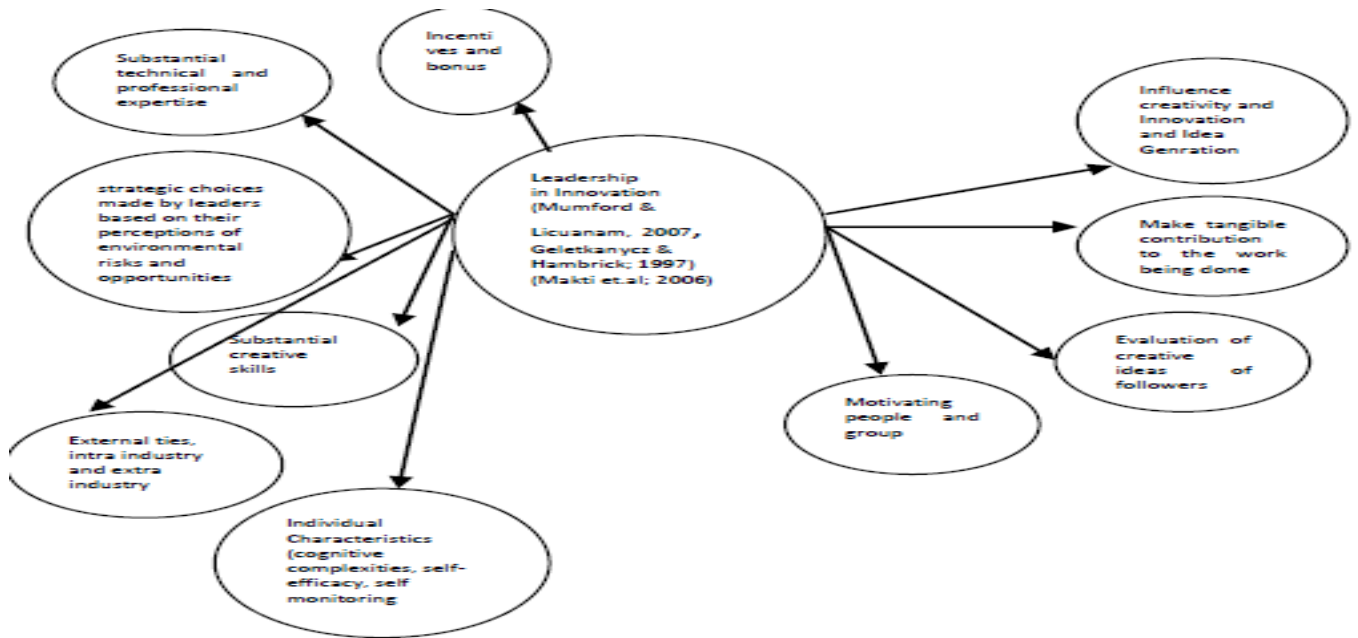 Incenti
ves and
bonus
Substantial
technical and
professional
expertise
Influence
creativity and
Innovation
and Idea
Genration
strategic choices
made by leaders
based on their
perceptions of
environmental
risks and
opportunities
Leadership
in Innovation
(Mumford &
Licuanam, 2007,
Geletkanycz &
Hambrick; 1997)
(Makti et.al; 2006)
Make tangible
contribution
to the work
being done
Substantial
creative
skills
Evaluation of
creative
ideas of
followers
Motivating
people and
group
External ties,
intra industry
and extra
industry
Individual
Characteristics
(cognitive
complexities, self-
efficacy, self
monitoring